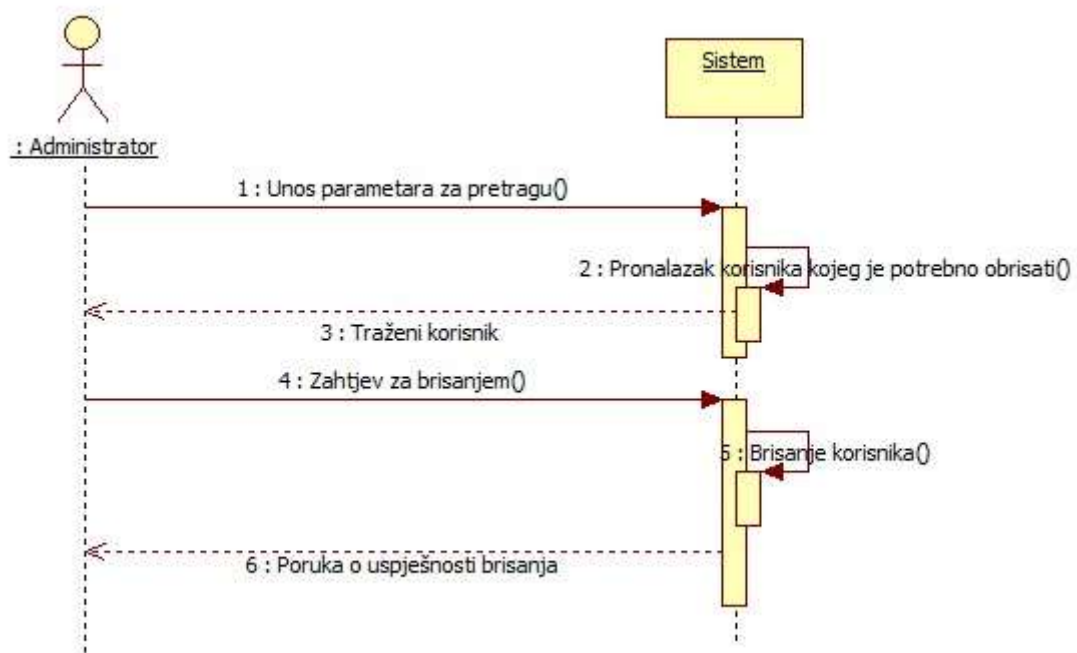 Sistem
: Administrator
1 : Unos parametara za pretragu()
2 : Pronalazak korisnika kojeg je potrebno obrisati()
3 : Traženi korisnik
4 : Zahtjev za brisanjem()
5 : Brisanje korisnika()
6 : Poruka o uspješnosti brisanja